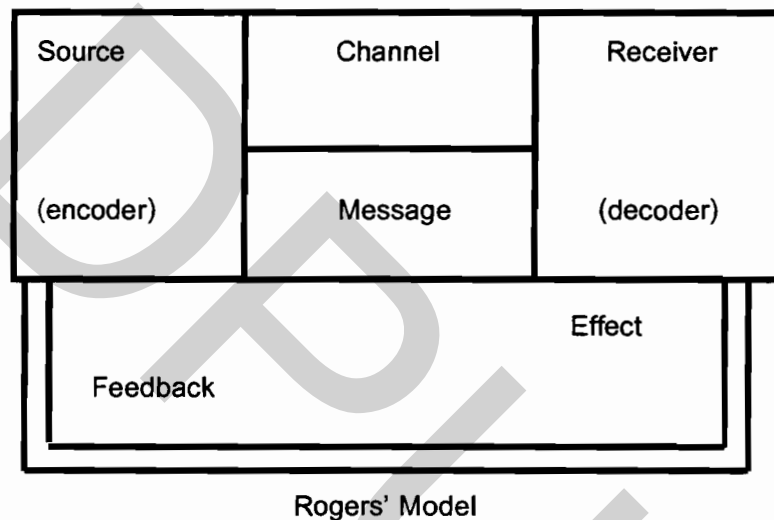 Source
(encoder)
Channel
Message
Receiver
(decoder)
Effect
Feedback
Rogers' Model